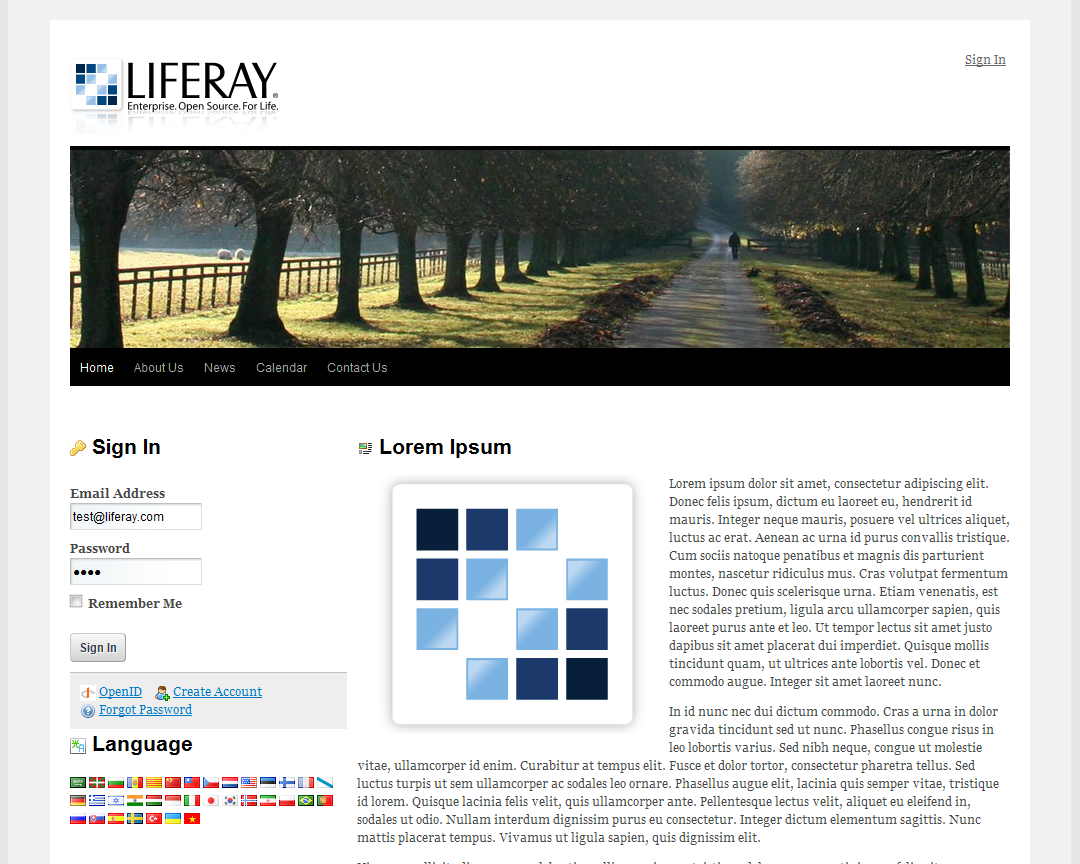 LIFERAY
Enterprise. Open Source. For Life.
Sign In
Home About Us News Calendar Contact Us
Sign In
Email Address
test@liferay.com
Password
Remember Me
Sign In
OpenID Create Account
Forgot Password
Language
Lorem Ipsum
Lorem ipsum dolor sit amet, consectetur adipiscing elit.
Donec felis ipsum, dictum eu laoreet eu, hendrerit id
mauris. Integer neque mauris, posuere vel ultrices aliquet,
luctus ac erat. Aenean ac urna id purus convallis tristique.
Cum sociis natoque penatibus et magnis dis parturient
montes, nascetur ridiculus mus. Cras volutpat fermentum
luctus. Donec quis scelerisque urna. Etiam venenatis, est
nec sodales pretium, ligula arcu ullamcorper sapien, quis
laoreet purus ante et leo. Ut tempor lectus sit amet justo
dapibus sit amet placerat dui imperdiet. Quisque mollis
tincidunt quam, ut ultrices ante lobortis vel. Donec et
commodo augue. Integer sit amet laoreet nunc.
In id nunc nec dui dictum commodo. Cras a urna in dolor
gravida tincidunt sed ut nunc. Phasellus congue risus in
leo lobortis varius. Sed nibh neque, congue ut molestie
vitae, ullamcorper id enim. Curabitur at tempus elit. Fusce et dolor tortor, consectetur pharetra tellus. Sed
luctus turpis ut sem ullamcorper ac sodales leo ornare. Phasellus augue elit, lacinia quis semper vitae, tristique
id lorem. Quisque lacinia felis velit, quis ullamcorper ante. Pellentesque lectus velit, aliquet eu eleifend in,
sodales ut odio. Nullam interdum dignissim purus eu consectetur. Integer dictum elementum sagittis. Nunc
mattis placerat tempus. Vivamus ut ligula sapien, quis dignissim elit.